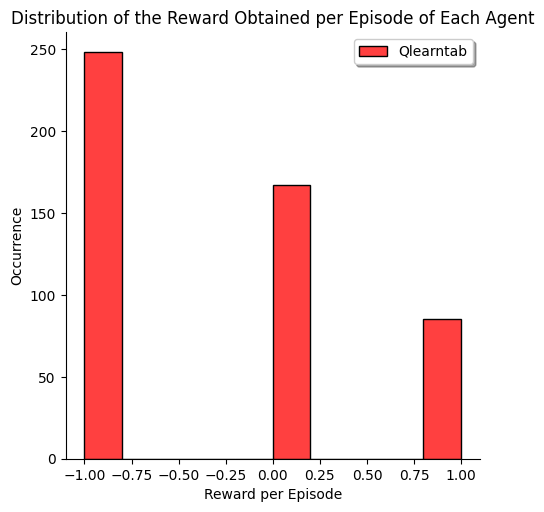 Distribution of the Reward Obtained per Episode of Each Agent
Qlearntab
250
200
150
100
50
0
Occurrence
−1.00 −0.75 −0.50 −0.25 0.00 0.25 0.50 0.75 1.00
Reward per Episode